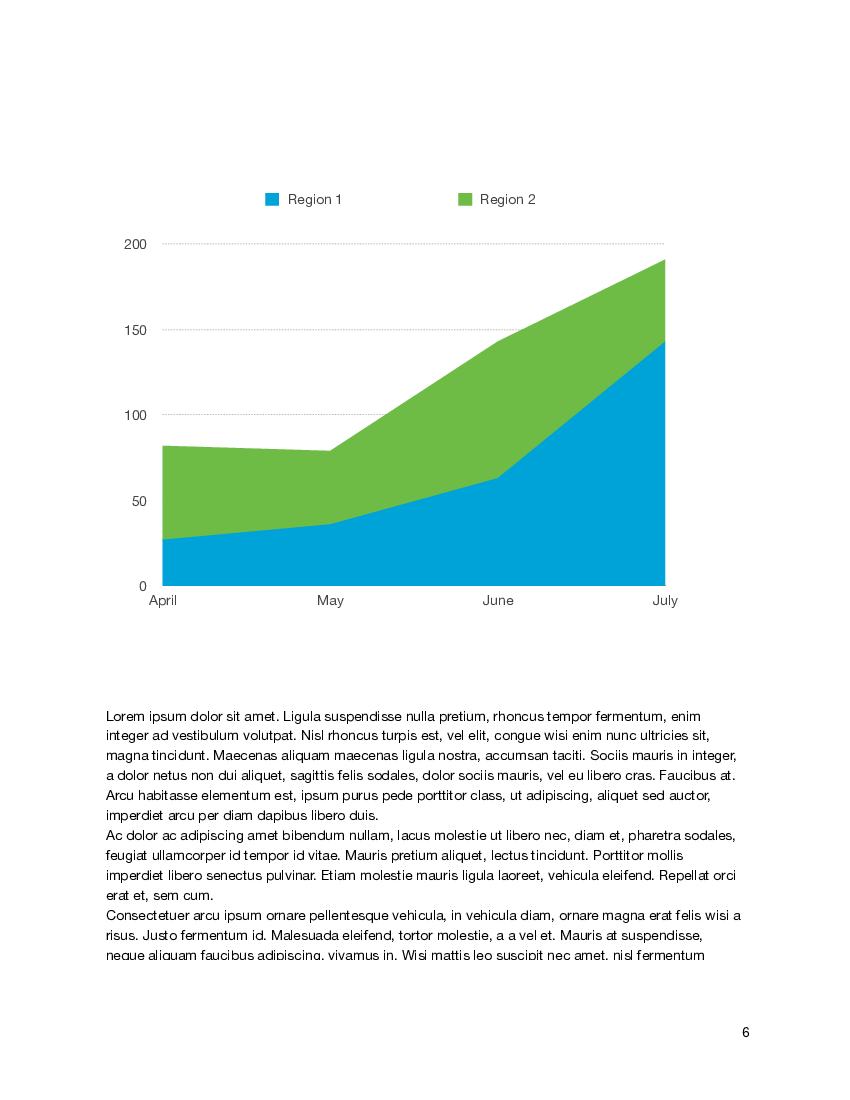 Region 1
Region 2
200
150
100
50
0
April
May
June
July
Lorem ipsum dolor sit amet. Ligula suspendisse nulla pretium, rhoncus tempor fermentum, enim
integer ad vestibulum volutpat. Nisl rhoncus turpis est, vel elit, congue wisi enim nunc ultricies sit,
magna tincidunt. Maecenas aliquam maecenas ligula nostra, accumsan taciti. Sociis mauris in integer,
a dolor netus non dui aliquet, sagittis felis sodales, dolor sociis mauris, vel eu libero cras. Faucibus at.
Arcu habitasse elementum est, ipsum purus pede porttitor class, ut adipiscing, aliquet sed auctor,
imperdiet arcu per diam dapibus libero duis.
Ac dolor ac adipiscing amet bibendum nullam, lacus molestie ut libero nec, diam et, pharetra sodales,
feugiat ullamcorper id tempor id vitae. Mauris pretium aliquet, lectus tincidunt. Porttitor mollis
imperdiet libero senectus pulvinar. Etiam molestie mauris ligula laoreet, vehicula eleifend. Repellat orci
erat et, sem cum.
Consectetuer arcu ipsum ornare pellentesque vehicula, in vehicula diam, ornare magna erat felis wisi a
risus. Justo fermentum id. Malesuada eleifend, tortor molestie, a a vel et. Mauris at suspendisse,
neque aliquam faucibus adipiscing, vivamus in. Wisi mattis leo suscipit nec amet, nisl fermentum
6